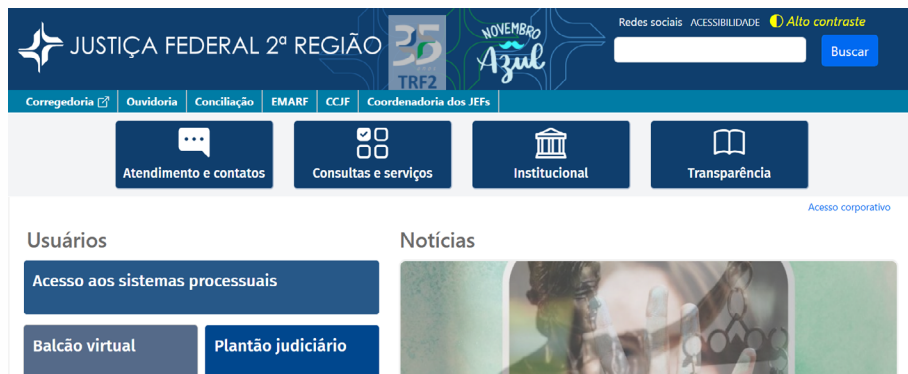 Redes sociais ACESSIBILIDADE Alto contraste
JUSTIÇA FEDERAL 2ª REGIÃO
35
TRF2
NOVEMBRO
Azul
Buscar
Corregedoria Ouvidoria Conciliação EMARF CCJF Coordenadoria dos JEFs
Atendimento e contatos Consultas e serviços Institucional Transparência
Acesso corporativo
Usuários
Acesso aos sistemas processuais
Balcão virtual Plantão judiciário
Notícias